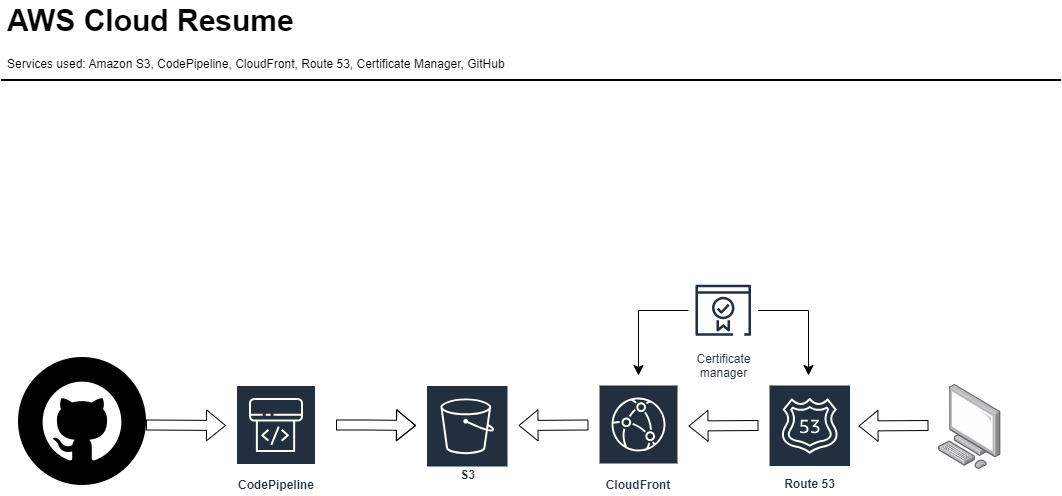 AWS Cloud Resume
Services used: Amazon S3, CodePipeline, CloudFront, Route 53, Certificate Manager, GitHub
Certificate
manager
</>
53
CodePipeline
S3
CloudFront
Route 53